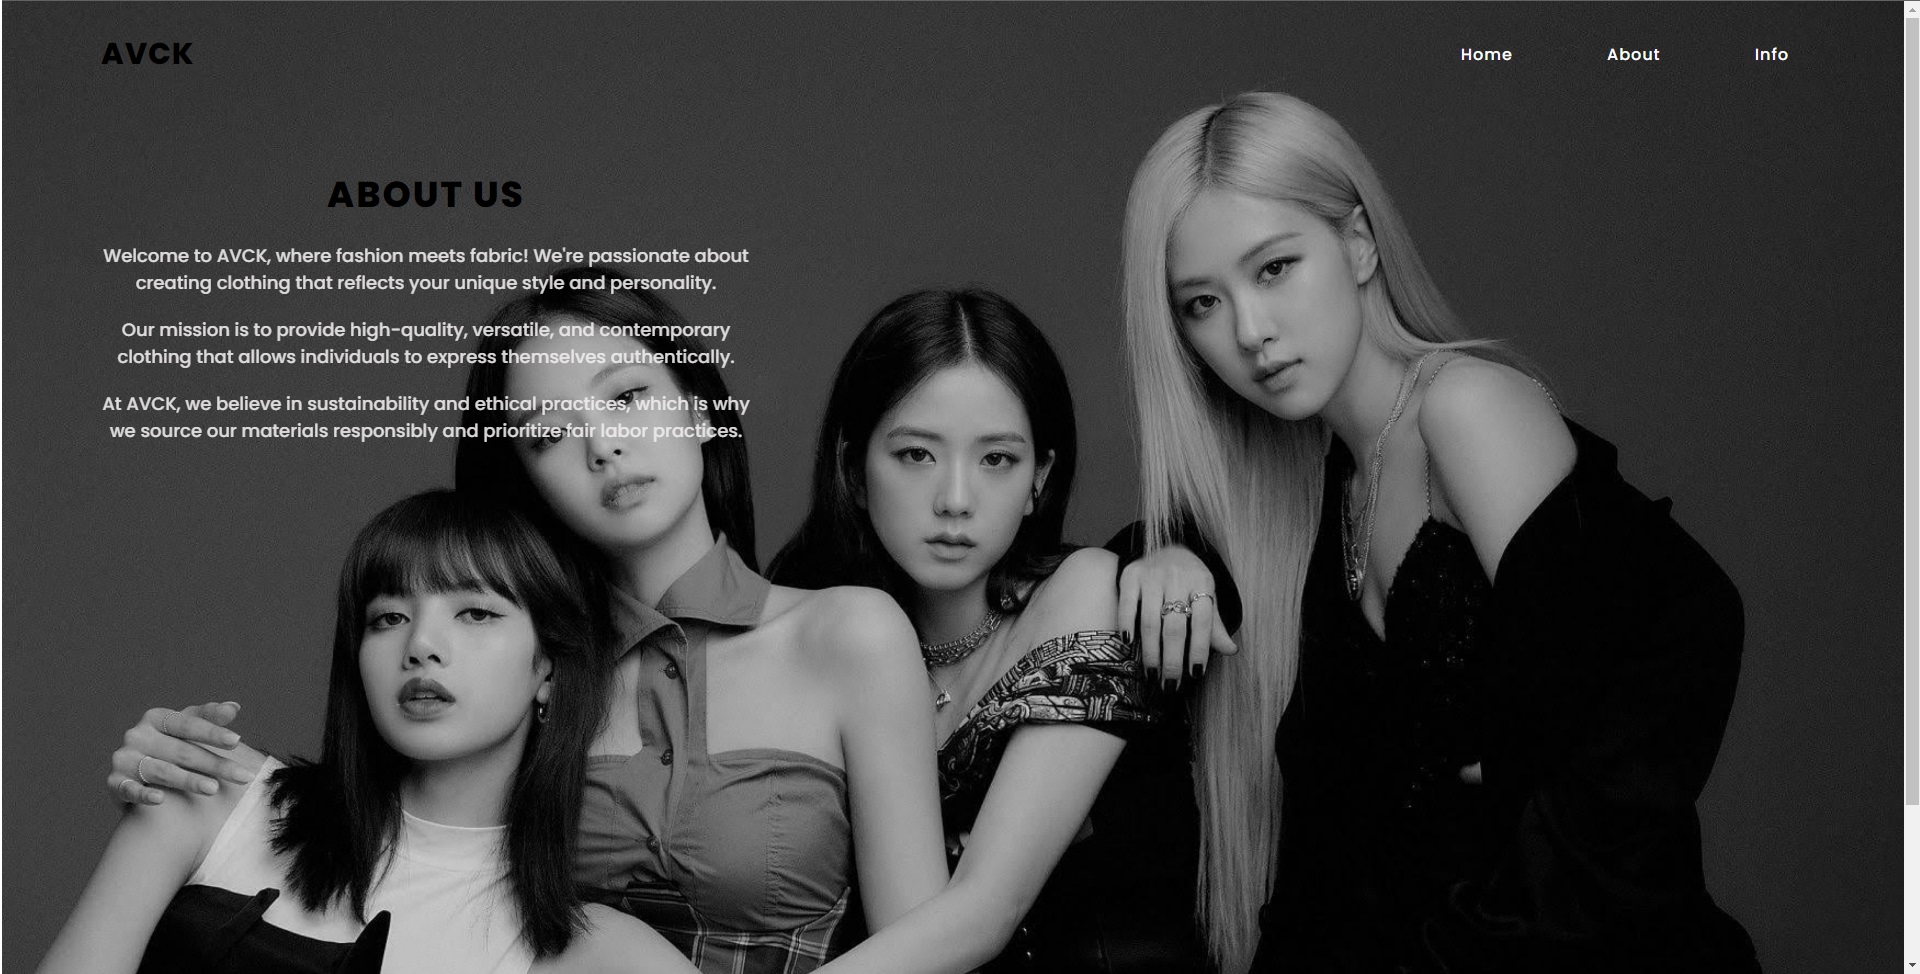 AVCK
Home
About
Info
ABOUT US
Welcome to AVCK, where fashion meets fabric! We're passionate about
creating clothing that reflects your unique style and personality.
Our mission is to provide high-quality, versatile, and contemporary
clothing that allows individuals to express themselves authentically.
At AVCK, we believe in sustainability and ethical practices, which is why
we source our materials responsibly and prioritize fair labor practices.